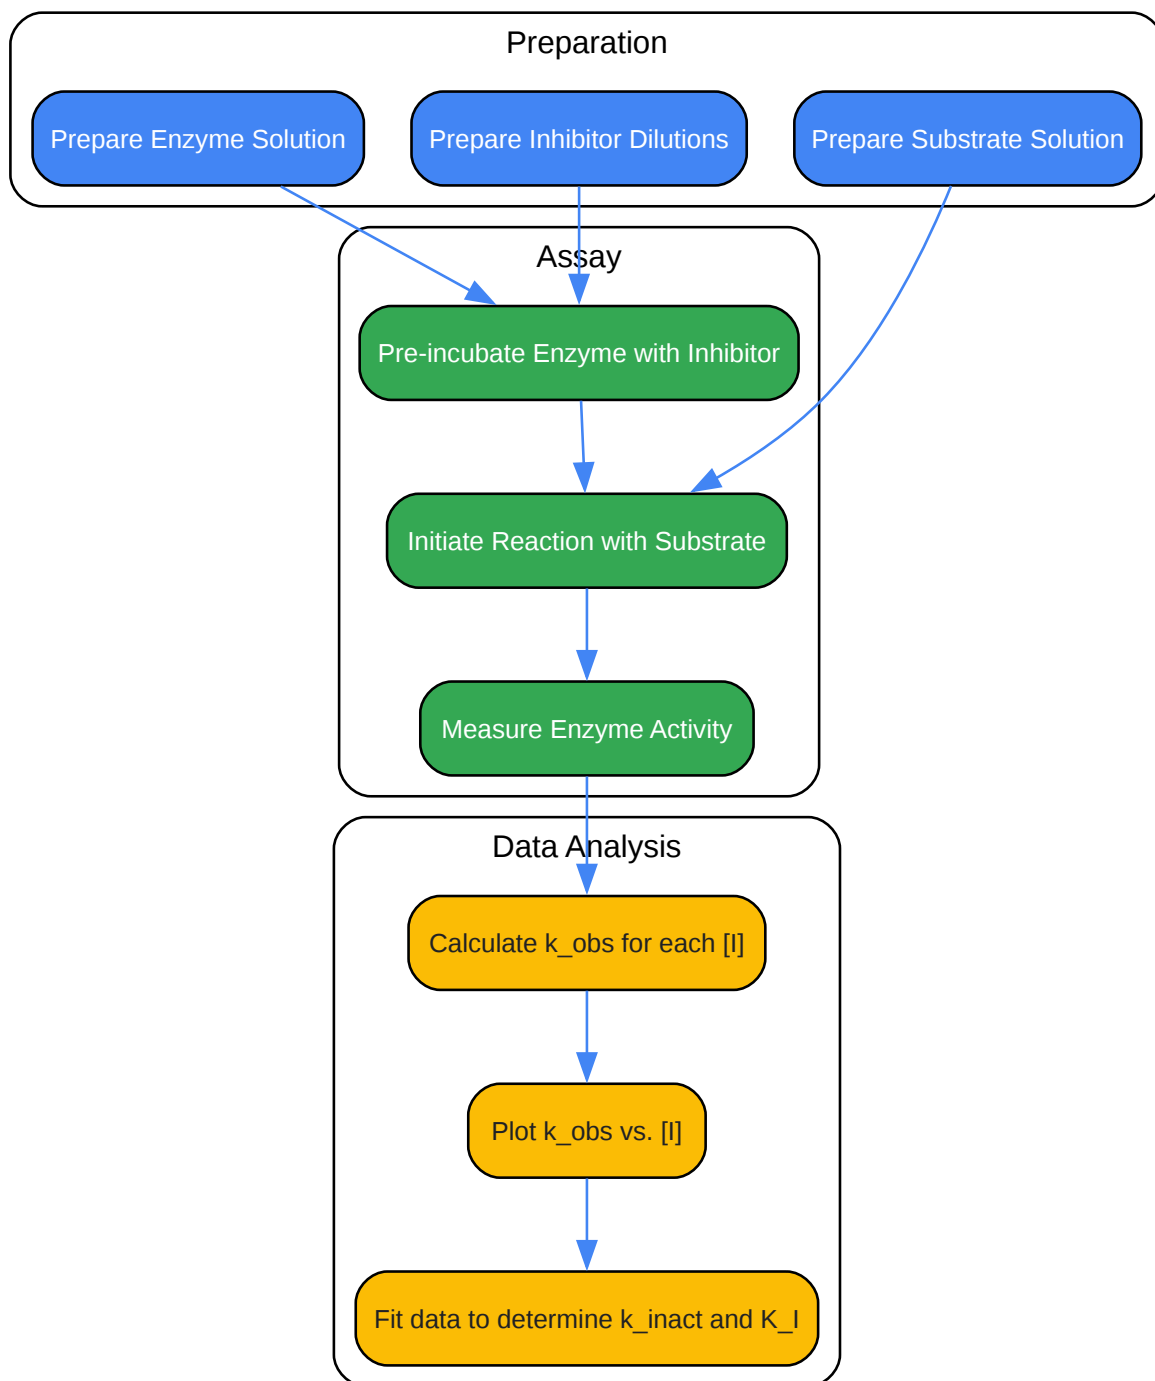 Preparation
Prepare Enzyme Solution
Prepare Inhibitor Dilutions
Prepare Substrate Solution
Assay
Pre-incubate Enzyme with Inhibitor
Initiate Reaction with Substrate
Measure Enzyme Activity
Data Analysis
Calculate k_obs for each [I]
Plot k_obs vs. [I]
Fit data to determine k_inact and K_I